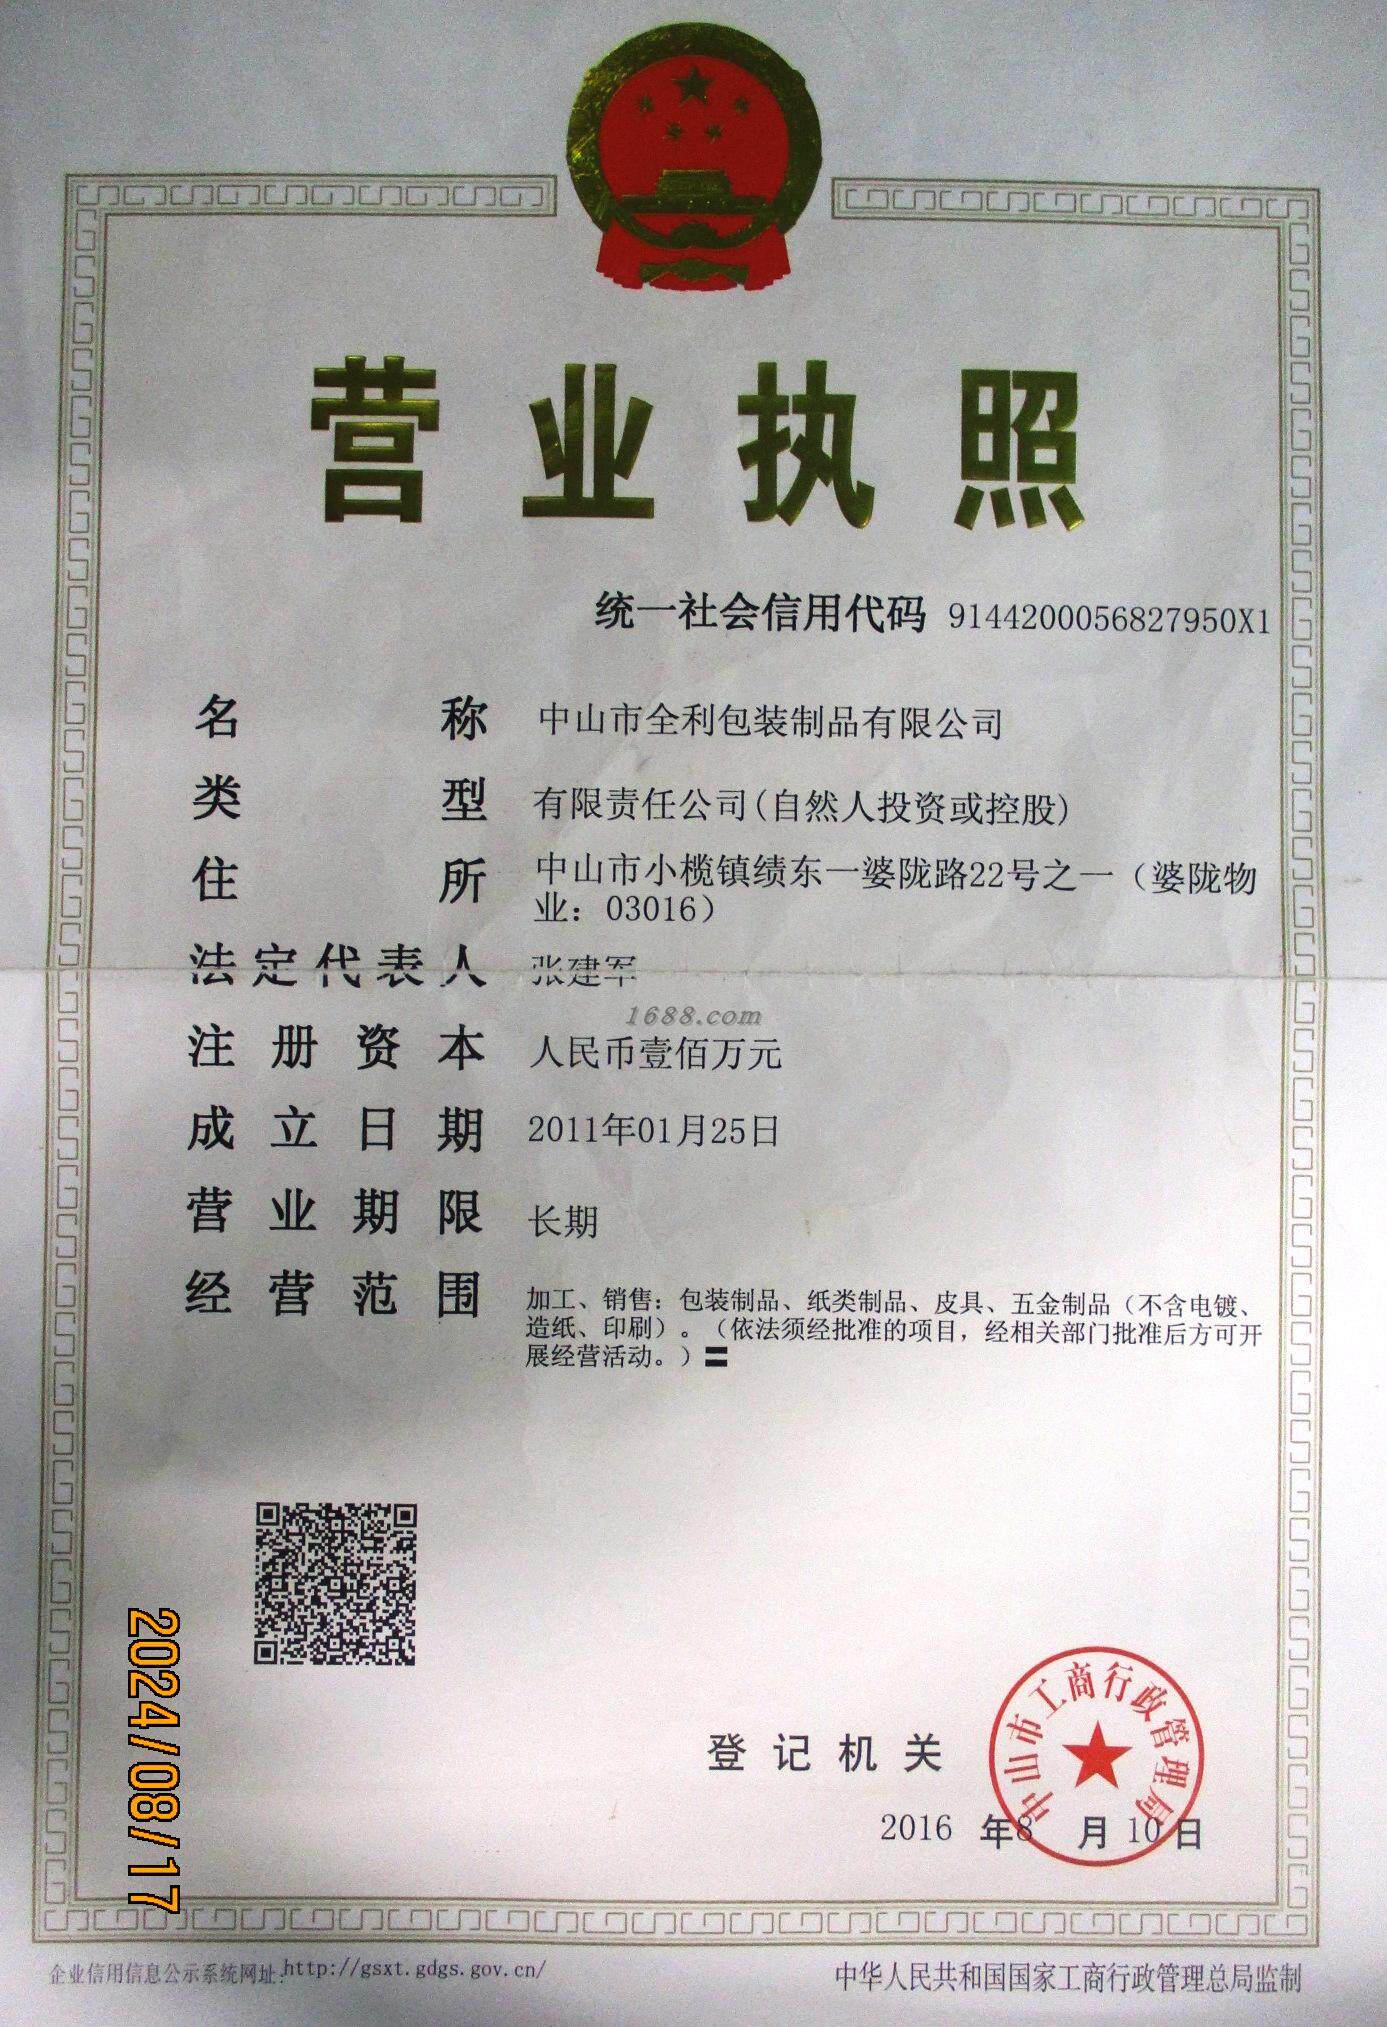 营业执照
统一社会信用代码 9144200056827950X1
名称 中山市全利包装制品有限公司
类型 有限责任公司(自然人投资或控股)
住所 中山市小榄镇绩东一婆陇路22号之一（婆陇物
业：03016）
法定代表人 张建军
1688.com
注册资本 人民币壹佰万元
成立日期 2011年01月25日
营业期限 长期
经营范围 加工、销售：包装制品、纸类制品、皮具、五金制品（不含电镀、
造纸、印刷）。（依法须经批准的项目，经相关部门批准后方可开
展经营活动。）〓
2024/08/17
登记机关
中山市工商行政管理局
2016 年8 月10日
企业信用信息公示系统网址:http://gsxt.gdgs.gov.cn/
中华人民共和国国家工商行政管理总局监制